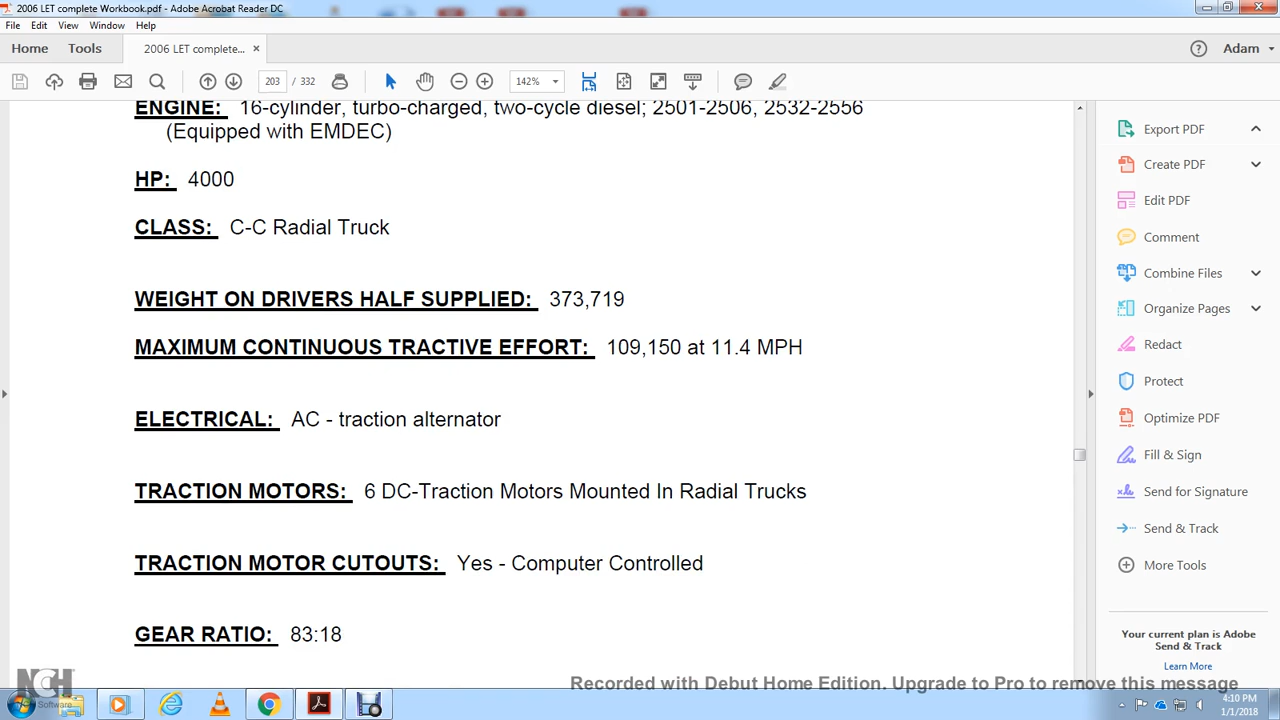 2006 LET complete Workbook.pdf - Adobe Acrobat Reader DC
File Edit View Window Help
Home Tools 2006 LET complete... × Adam
203 / 332 142%
ENGINE: 16-cylinder, turbo-charged, two-cycle diesel; 2501-2506, 2532-2556
(Equipped with EMDEC)
HP: 4000
CLASS: C-C Radial Truck
WEIGHT ON DRIVERS HALF SUPPLIED: 373,719
MAXIMUM CONTINUOUS TRACTIVE EFFORT: 109,150 at 11.4 MPH
ELECTRICAL: AC - traction alternator
TRACTION MOTORS: 6 DC-Traction Motors Mounted In Radial Trucks
TRACTION MOTOR CUTOUTS: Yes - Computer Controlled
GEAR RATIO: 83:18
Export PDF
Create PDF
Edit PDF
Comment
Combine Files
Organize Pages
Redact
Protect
Optimize PDF
Fill & Sign
Send for Signature
Send & Track
More Tools
Your current plan is Adobe
Send & Track
Learn More
NCH
Software
Recorded with Debut Home Edition. Upgrade to Pro to remove this message
4:10 PM
1/1/2018